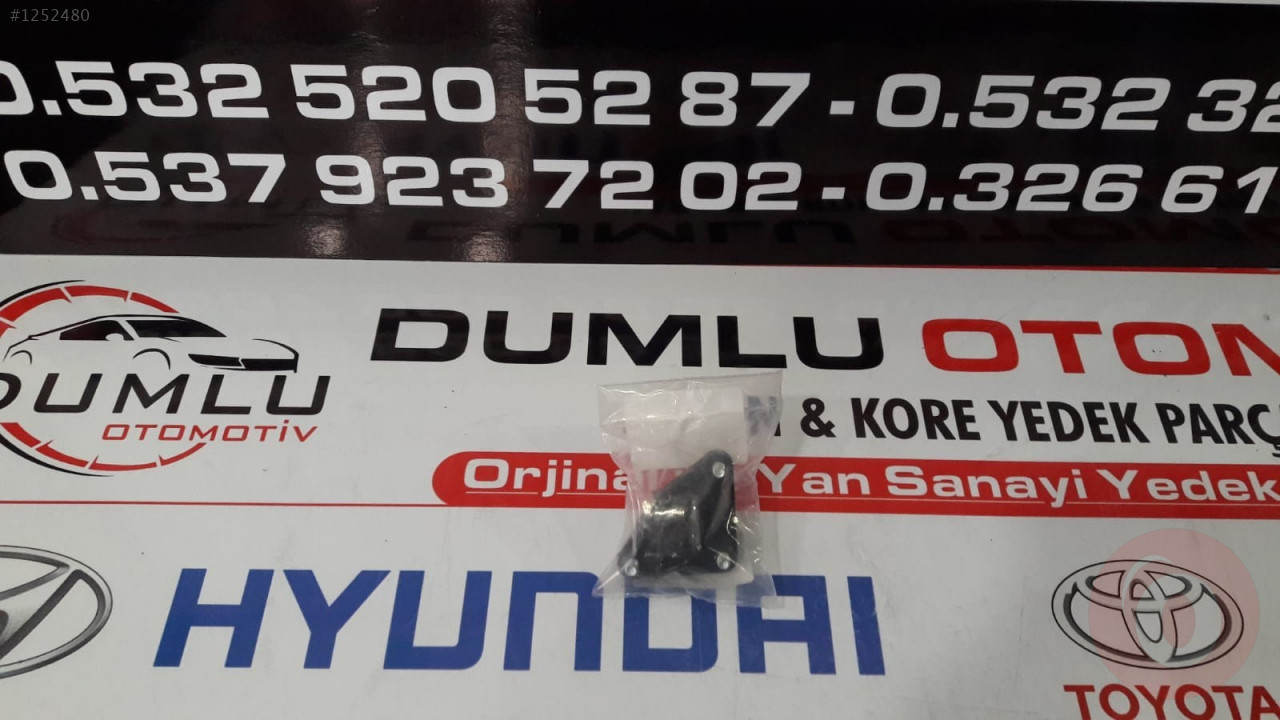 #1252480
0.532 520 52 87 - 0.532 32
0.537 923 72 02 - 0.326 61
DUMLU OTOM
DUMLU
OTOMOTİV
& KORE YEDEK PARÇ
Orjinal Yan Sanayi Yedek
HYUNDAI
TOYOTA